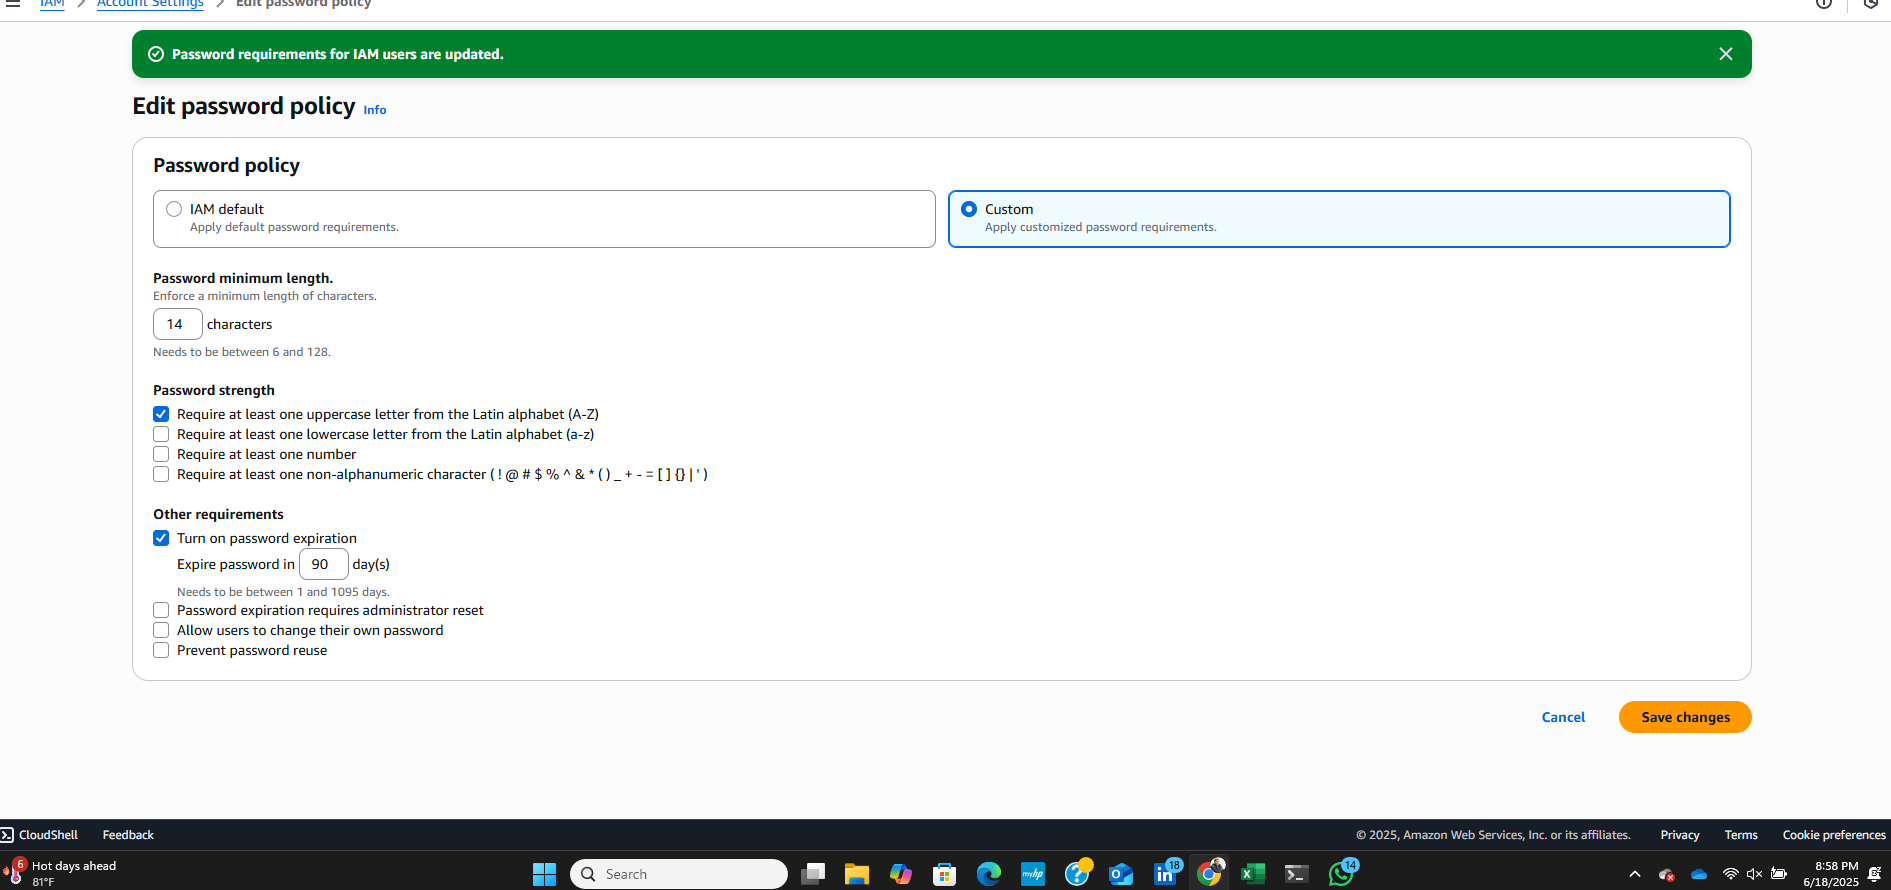 IAM > Account Settings > Edit password policy
Password requirements for IAM users are updated.
Edit password policy Info
Password policy
IAM default
Apply default password requirements.
Custom
Apply customized password requirements.
Password minimum length.
Enforce a minimum length of characters.
14 characters
Needs to be between 6 and 128.
Password strength
Require at least one uppercase letter from the Latin alphabet (A-Z)
Require at least one lowercase letter from the Latin alphabet (a-z)
Require at least one number
Require at least one non-alphanumeric character ( ! @ # $ % ^ & * ( ) _ + - = [ ] {} | ' )
Other requirements
Turn on password expiration
Expire password in 90 day(s)
Needs to be between 1 and 1095 days.
Password expiration requires administrator reset
Allow users to change their own password
Prevent password reuse
Cancel Save changes
CloudShell Feedback © 2025, Amazon Web Services, Inc. or its affiliates. Privacy Terms Cookie preferences
6 Hot days ahead
81°F
Search
myhp
18
14
8:58 PM
6/18/2025